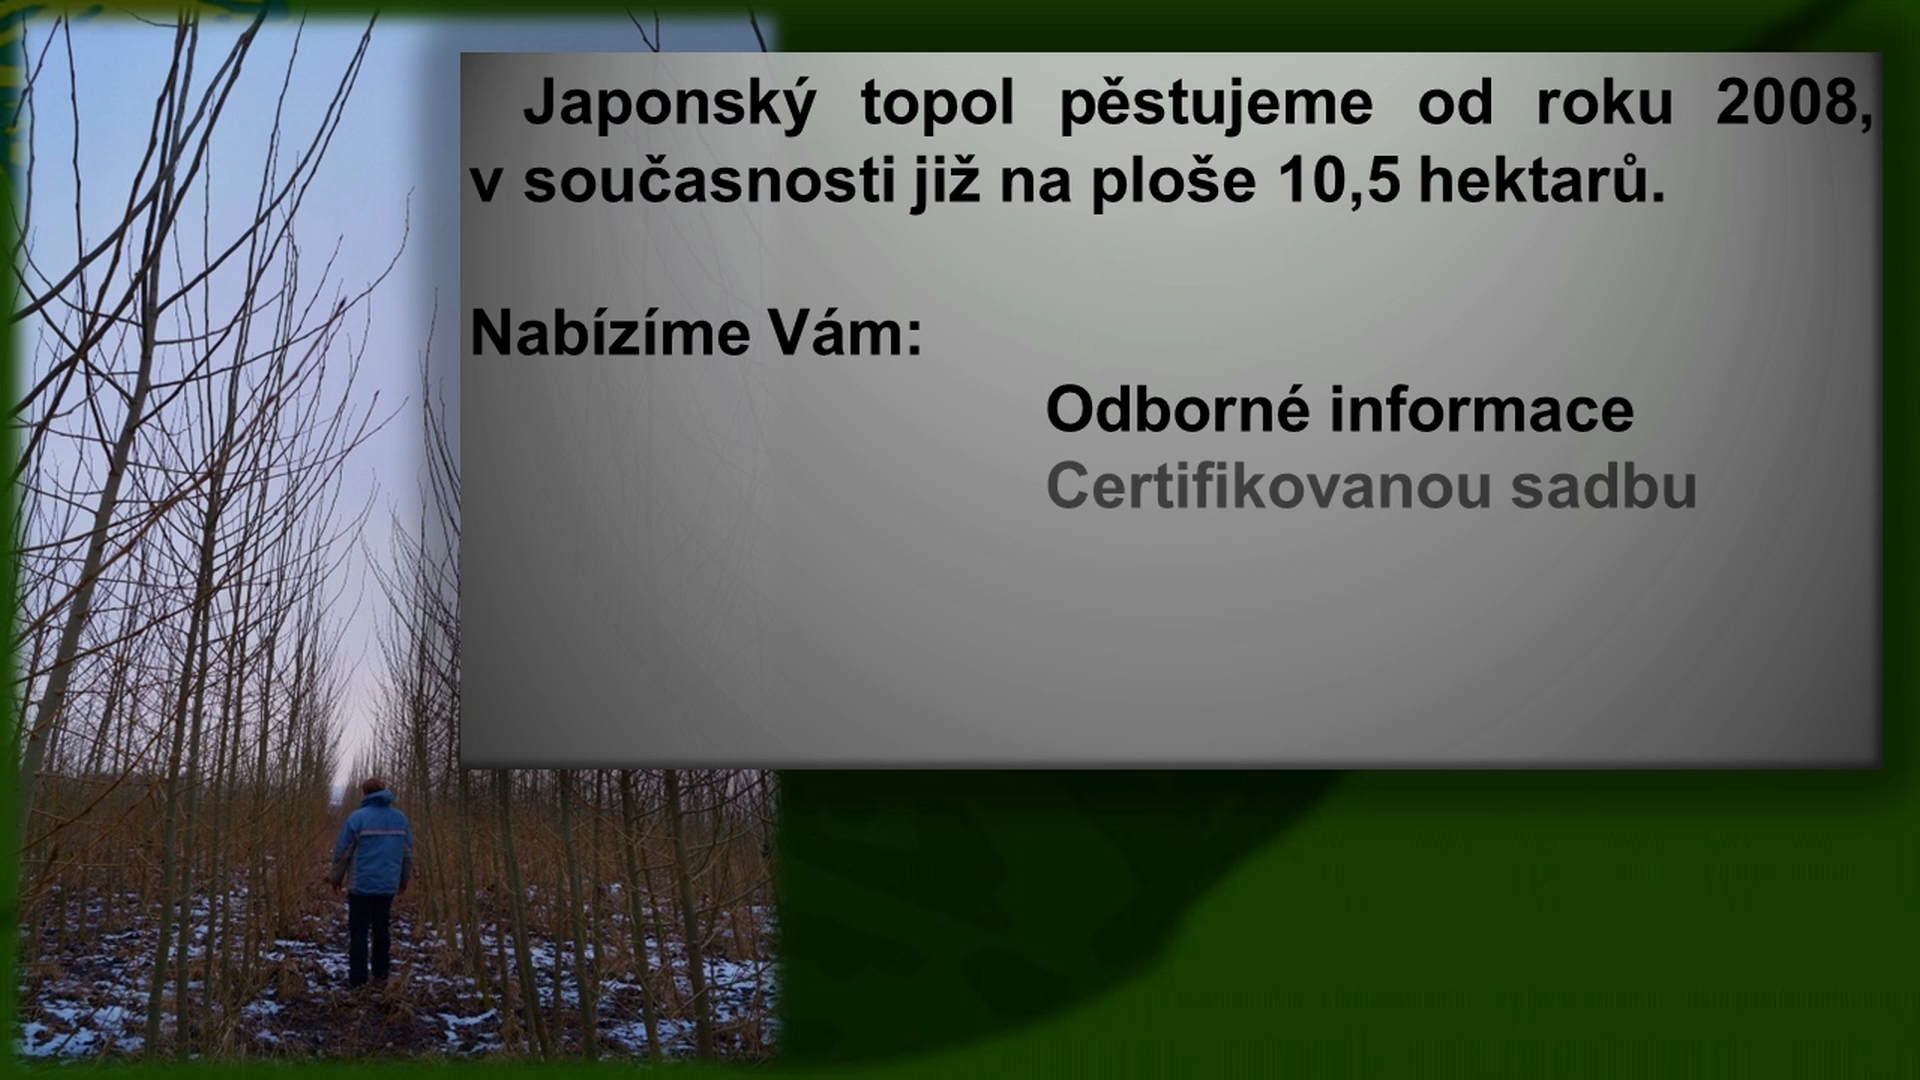 Japonský topol pěstujeme od roku 2008,
v současnosti již na ploše 10,5 hektarů.
Nabízíme Vám:
Odborné informace
Certifikovanou sadbu